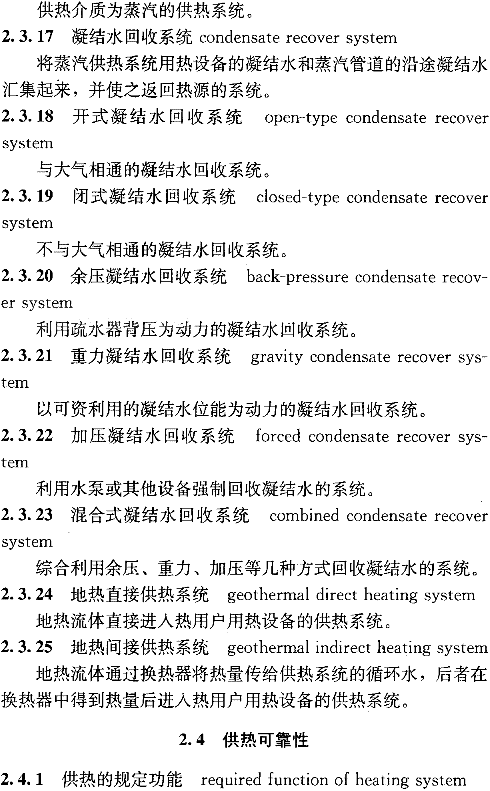 供热介质为蒸汽的供热系统。
2.3.17 凝结水回收系统 condensate recover system
将蒸汽供热系统用热设备的凝结水和蒸汽管道的沿途凝结水
汇集起来，并使之返回热源的系统。
2.3.18 开式凝结水回收系统 open-type condensate recover
system
与大气相通的凝结水回收系统。
2.3.19 闭式凝结水回收系统 closed-type condensate recover
system
不与大气相通的凝结水回收系统。
2.3.20 余压凝结水回收系统 back-pressure condensate recov-
er system
利用疏水器背压为动力的凝结水回收系统。
2.3.21 重力凝结水回收系统 gravity condensate recover sys-
tem
以可资利用的凝结水位能为动力的凝结水回收系统。
2.3.22 加压凝结水回收系统 forced condensate recover sys-
tem
利用水泵或其他设备强制回收凝结水的系统。
2.3.23 混合式凝结水回收系统 combined condensate recover
system
综合利用余压、重力、加压等几种方式回收凝结水的系统。
2.3.24 地热直接供热系统 geothermal direct heating system
地热流体直接进入热用户用热设备的供热系统。
2.3.25 地热间接供热系统 geothermal indirect heating system
地热流体通过换热器将热量传给供热系统的循环水，后者在
换热器中得到热量后进入热用户用热设备的供热系统。
2.4 供热可靠性
2.4.1 供热的规定功能 required function of heating system